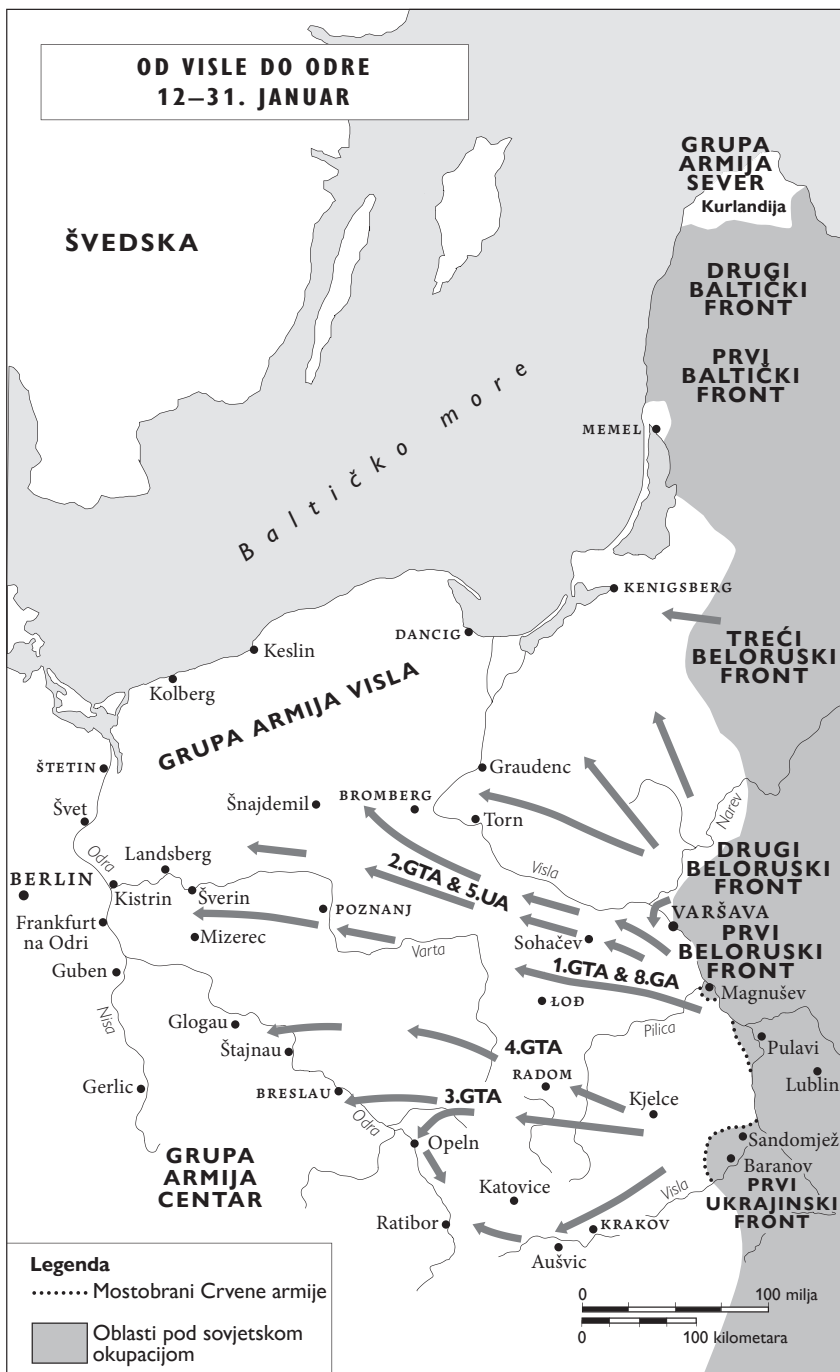 OD VISLE DO ODRE
12–31. JANUAR
GRUPA
ARMIJA
SEVER
Kurlandija
ŠVEDSKA
DRUGI
BALTIČKI
FRONT
PRVI
BALTIČKI
FRONT
MEMEL
Baltičko more
KENIGSBERG
TREĆI
BELORUSKI
FRONT
DANCIG
Keslin
Kolberg
GRUPA ARMIJA VISLA
ŠTETIN
Graudenc
Šnajdemil
BROMBERG
Švet
Torn
Narev
Odra
Landsberg
Visla
DRUGI
BELORUSKI
FRONT
BERLIN
Kistrin
Šverin
2.GTA & 5.UA
POZNANJ
VARŠAVA
Frankfurt
na Odri
Mizerec
Varta
Sohačev
PRVI
BELORUSKI
FRONT
Guben
1.GTA & 8.GA
Magnušev
ŁOĐ
Nisa
Glogau
Pilica
Štajnau
4.GTA
Pulavi
Gerlic
BRESLAU
3.GTA
RADOM
Lublin
Kjelce
Odra
Opeln
Sandomjež
Baranov
GRUPA
ARMIJA
CENTAR
Katovice
Visla
PRVI
UKRAJINSKI
FRONT
Ratibor
KRAKOV
Aušvic
Legenda
Mostobrani Crvene armije
Oblasti pod sovjetskom
okupacijom
0 100 milja
0 100 kilometara